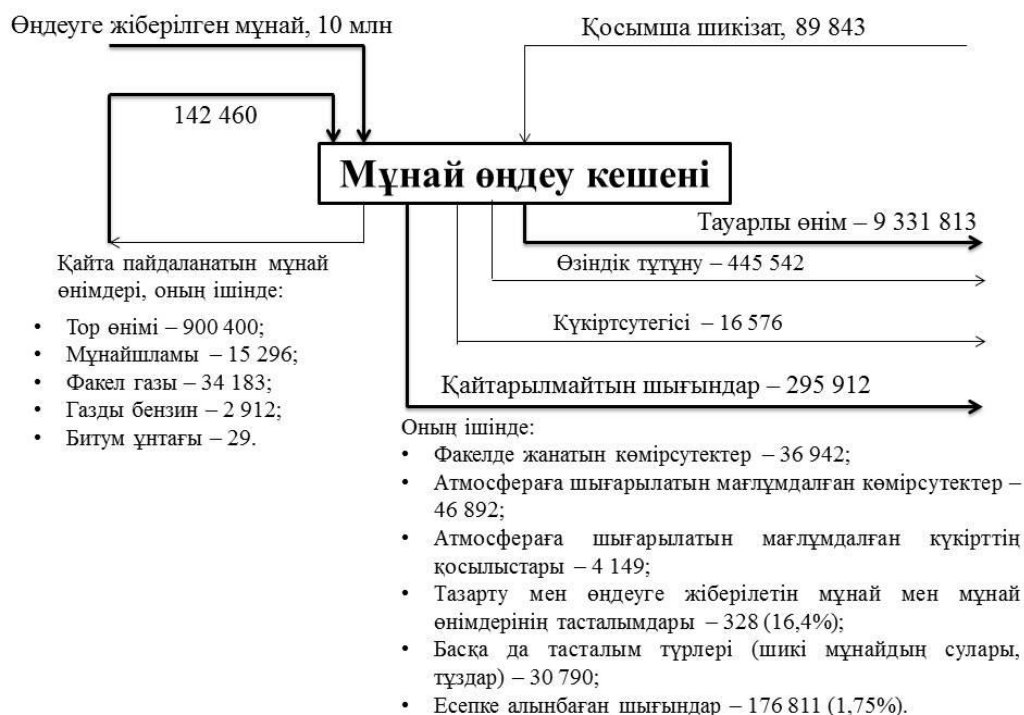 Өңдеуге жіберілген мұнай, 10 млн
Қосымша шикізат, 89 843
142 460
Мұнай өңдеу кешені
Тауарлы өнім – 9 331 813
Қайта пайдаланатын мұнай
өнімдері, оның ішінде:
• Тор өнімі – 900 400;
• Мұнайшламы – 15 296;
• Факел газы – 34 183;
• Газды бензин – 2 912;
• Битум ұнтағы – 29.
Өзіндік тұтұну – 445 542
Күкіртсутегісі – 16 576
Қайтарылмайтын шығындар – 295 912
Оның ішінде:
• Факелде жанатын көмірсутектер – 36 942;
• Атмосфераға шығарылатын мағлұмдалған көмірсутектер –
46 892;
• Атмосфераға шығарылатын мағлұмдалған күкірттің
қосылыстары – 4 149;
• Тазарту мен өңдеуге жіберілетін мұнай мен мұнай
өнімдерінің тасталымдары – 328 (16,4%);
• Басқа да тасталым түрлері (шикі мұнайдың сулары,
тұздар) – 30 790;
• Есепке алынбаған шығындар – 176 811 (1,75%).